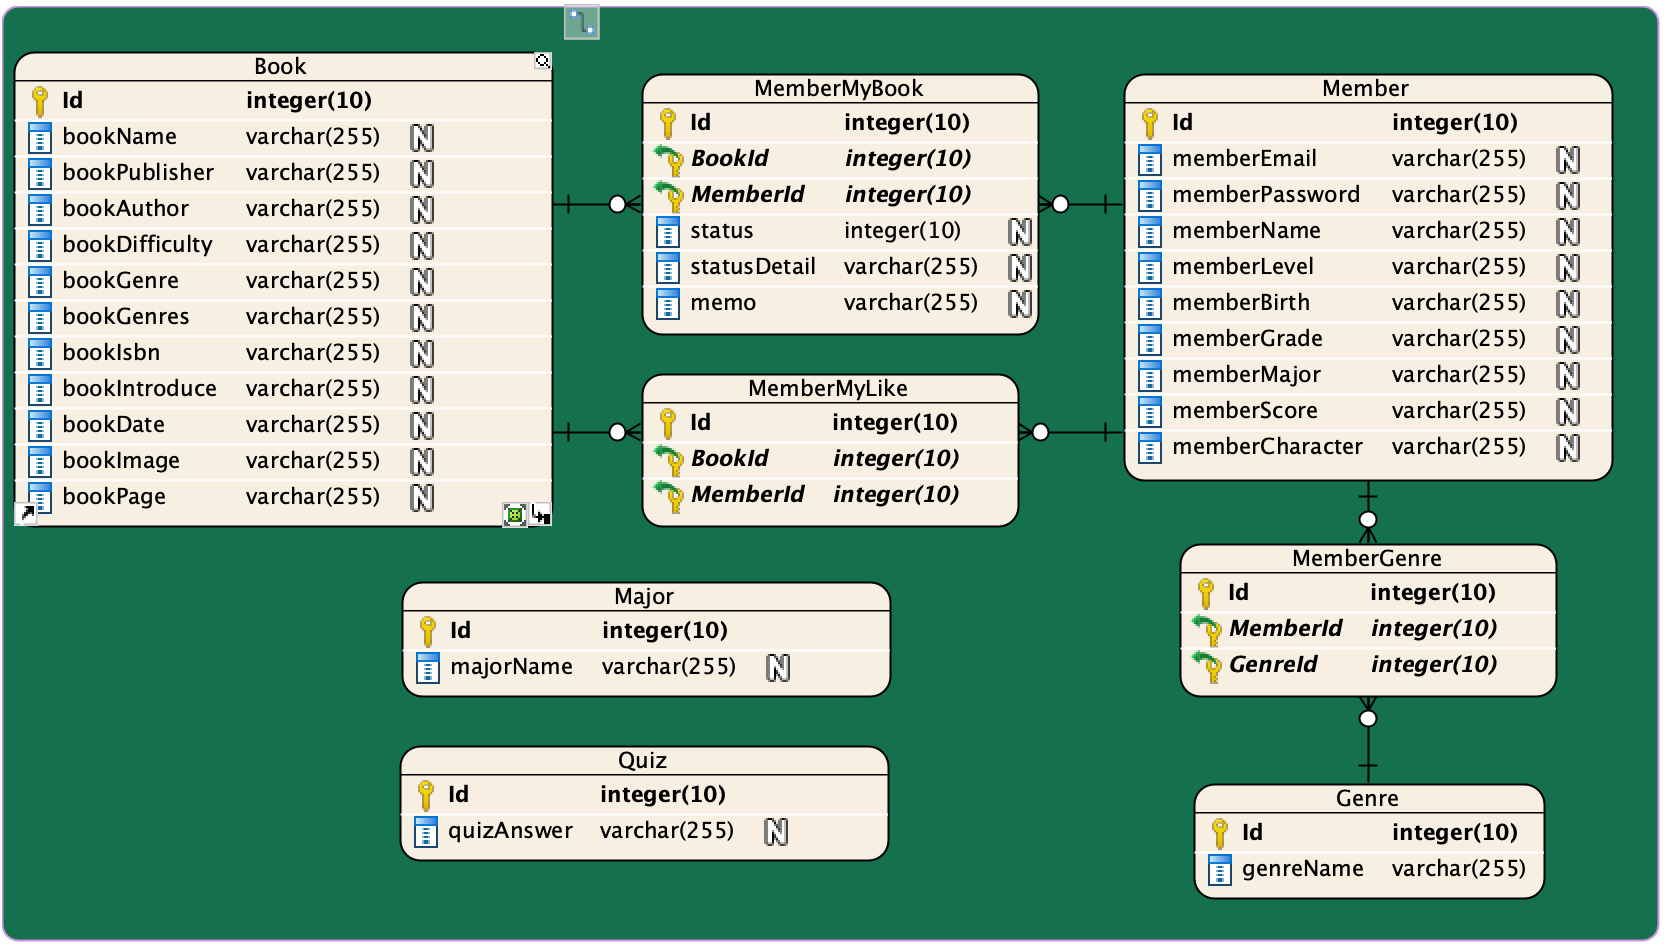 Book
Id integer(10)
bookName varchar(255) N
bookPublisher varchar(255) N
bookAuthor varchar(255) N
bookDifficulty varchar(255) N
bookGenre varchar(255) N
bookGenres varchar(255) N
bookIsbn varchar(255) N
bookIntroduce varchar(255) N
bookDate varchar(255) N
bookImage varchar(255) N
bookPage varchar(255) N
MemberMyBook
Id integer(10)
BookId integer(10)
MemberId integer(10)
status integer(10) N
statusDetail varchar(255) N
memo varchar(255) N
Member
Id integer(10)
memberEmail varchar(255) N
memberPassword varchar(255) N
memberName varchar(255) N
memberLevel varchar(255) N
memberBirth varchar(255) N
memberGrade varchar(255) N
memberMajor varchar(255) N
memberScore varchar(255) N
memberCharacter varchar(255) N
MemberMyLike
Id integer(10)
BookId integer(10)
MemberId integer(10)
MemberGenre
Id integer(10)
MemberId integer(10)
GenreId integer(10)
Major
Id integer(10)
majorName varchar(255) N
Quiz
Id integer(10)
quizAnswer varchar(255) N
Genre
Id integer(10)
genreName varchar(255)